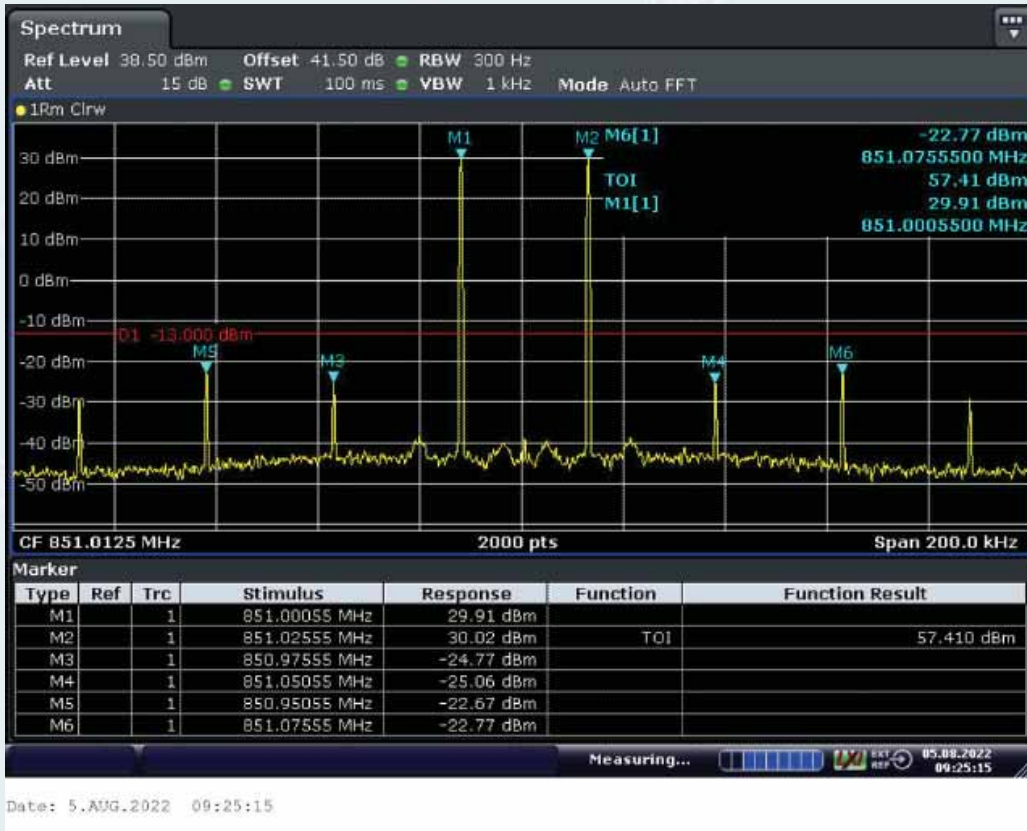 Spectrum
Ref Level 38.50 dBm Offset 41.50 dB RBW 300 Hz
Att 15 dB SWT 100 ms VBW 1 kHz Mode Auto FFT
1Rm Clrw
M1 M2 M6[1] -22.77 dBm
30 dBm 851.0755500 MHz
TOI 57.41 dBm
20 dBm M1[1] 29.91 dBm
851.0005500 MHz
10 dBm
0 dBm
-10 dBm
D1 -13.000 dBm
M5 M3 M4 M6
-20 dBm
-30 dBm
-40 dBm
-50 dBm
CF 851.0125 MHz 2000 pts Span 200.0 kHz
Marker
Type Ref Trc Stimulus Response Function Function Result
M1 1 851.00055 MHz 29.91 dBm
M2 1 851.02555 MHz 30.02 dBm TOI 57.410 dBm
M3 1 850.97555 MHz -24.77 dBm
M4 1 851.05055 MHz -25.06 dBm
M5 1 850.95055 MHz -22.67 dBm
M6 1 851.07555 MHz -22.77 dBm
Measuring... LXI EXT REF 05.08.2022
09:25:15
Date: 5.AUG.2022 09:25:15